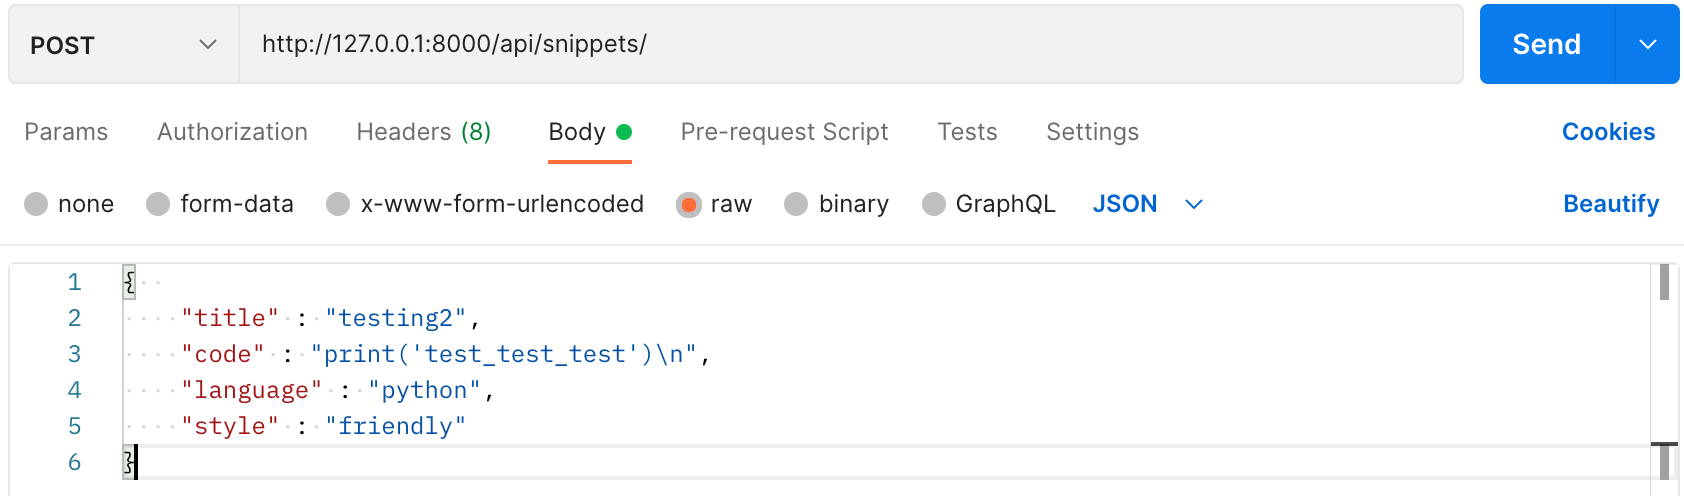 POST http://127.0.0.1:8000/api/snippets/ Send
Params Authorization Headers (8) Body Pre-request Script Tests Settings Cookies
none form-data x-www-form-urlencoded raw binary GraphQL JSON Beautify
1 {
2 "title" : "testing2",
3 "code" : "print('test_test_test')\n",
4 "language" : "python",
5 "style" : "friendly"
6 }